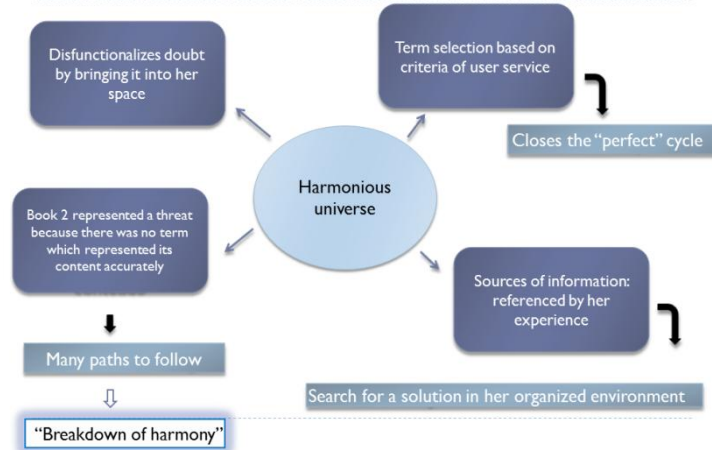 Disfunctionalizes doubt
by bringing it into her
space
Term selection based on
criteria of user service
Closes the “perfect” cycle
Harmonious
universe
Book 2 represented a threat
because there was no term
which represented its
content accurately
Sources of information:
referenced by her
experience
Many paths to follow
Search for a solution in her organized environment
“Breakdown of harmony”